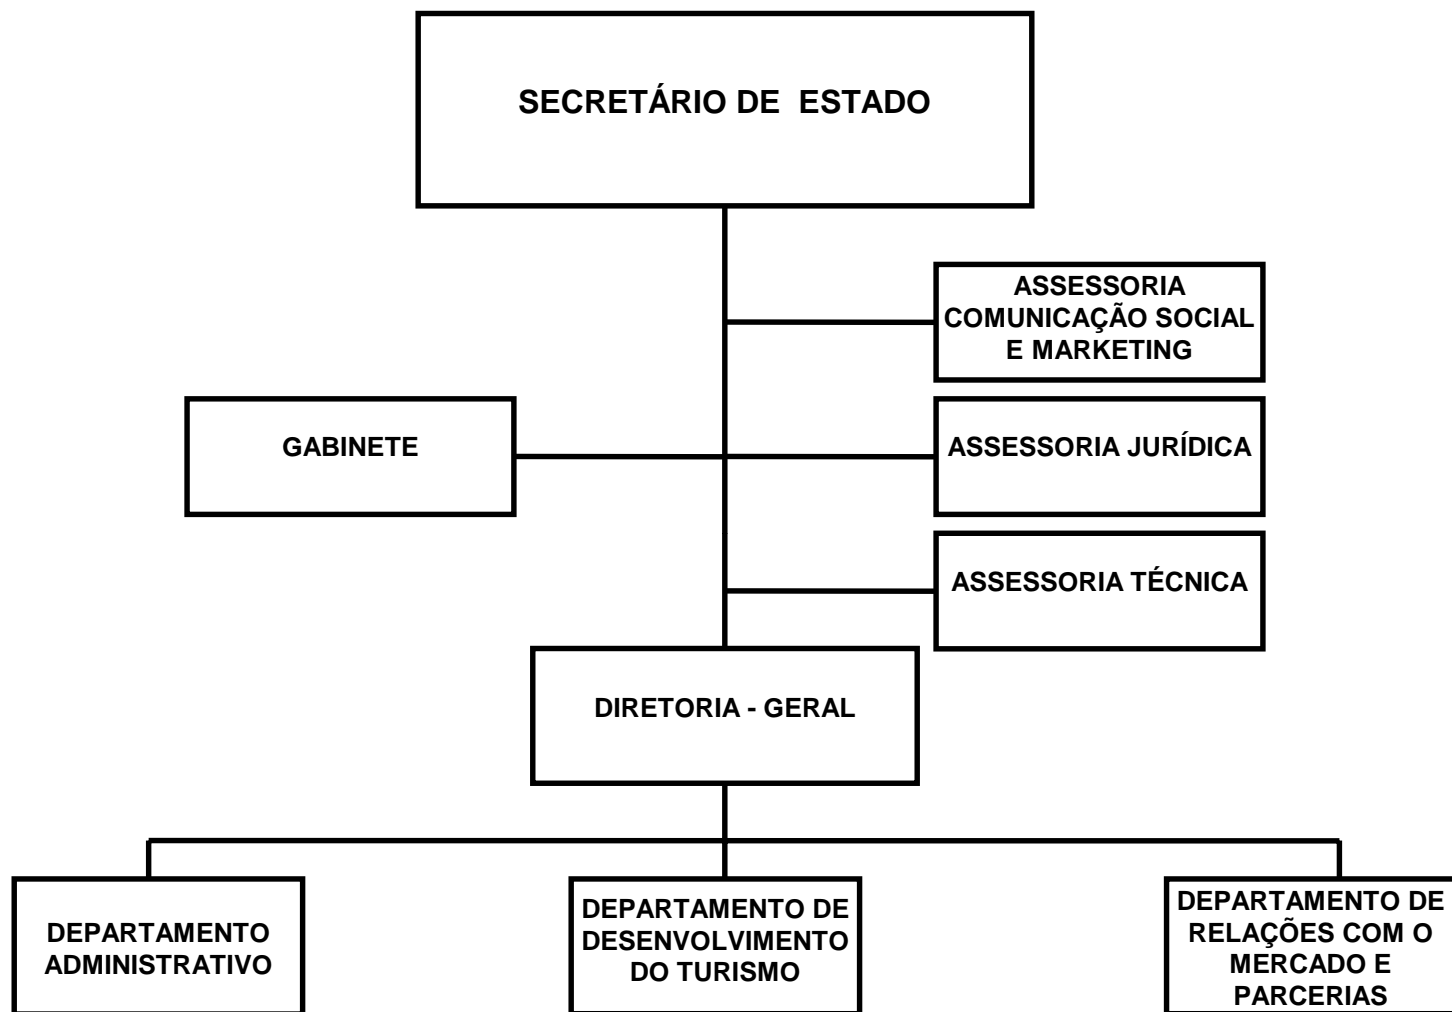 SECRETÁRIO DE ESTADO
ASSESSORIA
COMUNICAÇÃO SOCIAL
E MARKETING
GABINETE
ASSESSORIA JURÍDICA
ASSESSORIA TÉCNICA
DIRETORIA - GERAL
DEPARTAMENTO
ADMINISTRATIVO
DEPARTAMENTO DE
DESENVOLVIMENTO
DO TURISMO
DEPARTAMENTO DE
RELAÇÕES COM O
MERCADO E
PARCERIAS